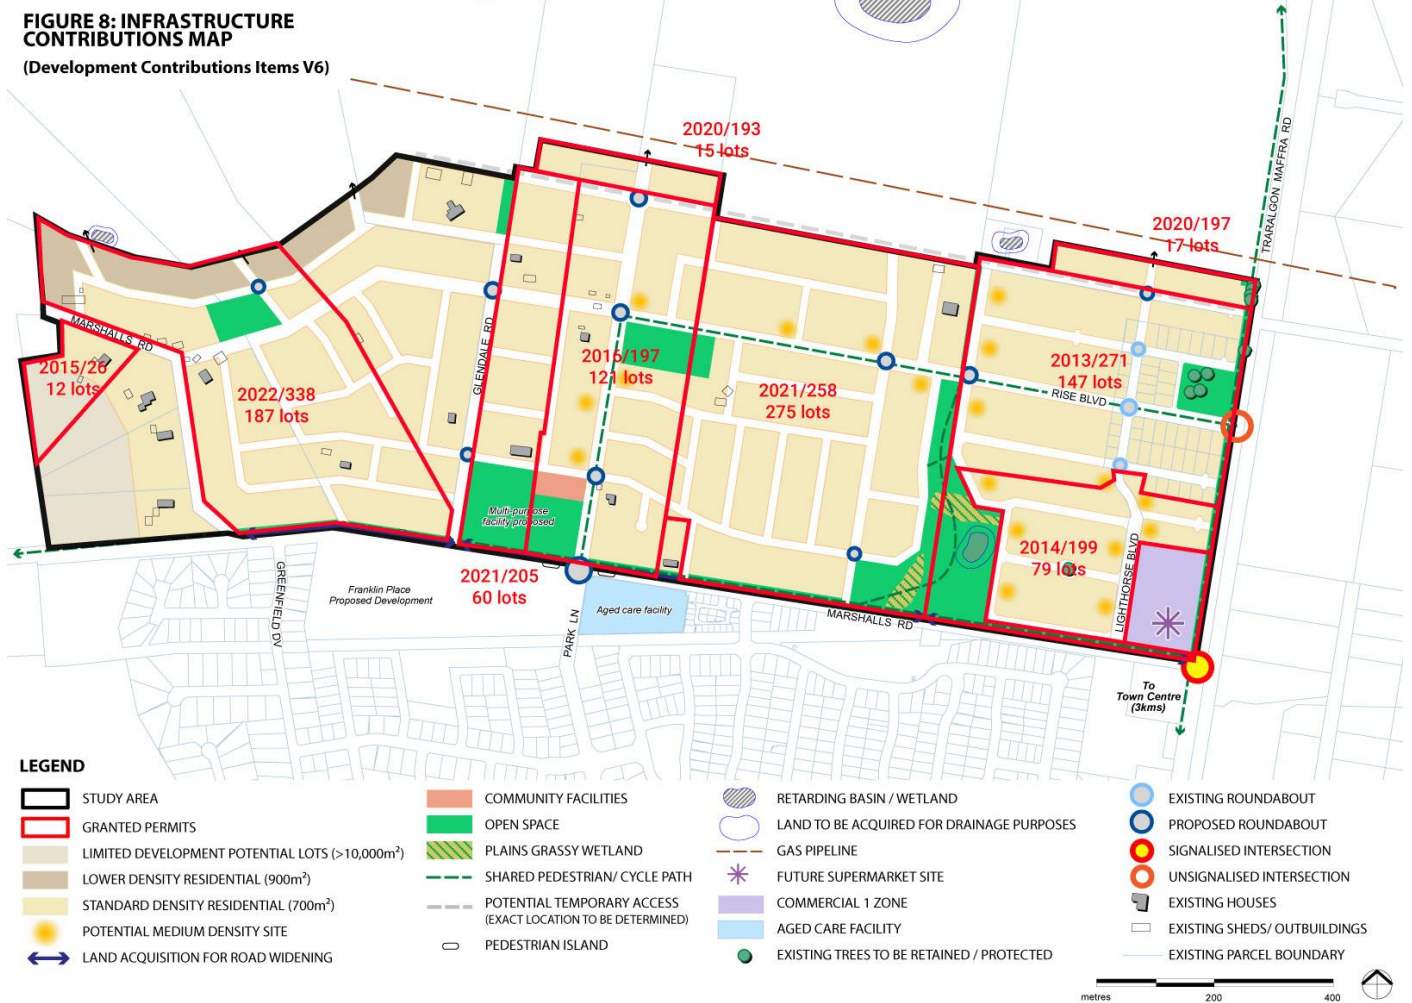 FIGURE 8: INFRASTRUCTURE
CONTRIBUTIONS MAP
(Development Contributions Items V6)
2020/193
15 lots
2020/197
17 lots
TRARALGON MAFFRA RD
MARSHALLS RD
2015/26
12 lots
2022/338
187 lots
GLENDALE RD
2016/197
121 lots
2021/258
275 lots
2013/271
147 lots
RISE BLVD
Multi-purpose
facility proposed
2014/199
79 lots
LIGHTHORSE BLVD
2021/205
60 lots
GREENFIELD DV
Franklin Place
Proposed Development
PARK LN
Aged care facility
MARSHALLS RD
To
Town Centre
(3kms)
LEGEND
STUDY AREA
GRANTED PERMITS
LIMITED DEVELOPMENT POTENTIAL LOTS (>10,000m²)
LOWER DENSITY RESIDENTIAL (900m²)
STANDARD DENSITY RESIDENTIAL (700m²)
POTENTIAL MEDIUM DENSITY SITE
LAND ACQUISITION FOR ROAD WIDENING
COMMUNITY FACILITIES
OPEN SPACE
PLAINS GRASSY WETLAND
SHARED PEDESTRIAN/ CYCLE PATH
POTENTIAL TEMPORARY ACCESS
(EXACT LOCATION TO BE DETERMINED)
PEDESTRIAN ISLAND
RETARDING BASIN / WETLAND
LAND TO BE ACQUIRED FOR DRAINAGE PURPOSES
GAS PIPELINE
FUTURE SUPERMARKET SITE
COMMERCIAL 1 ZONE
AGED CARE FACILITY
EXISTING TREES TO BE RETAINED / PROTECTED
EXISTING ROUNDABOUT
PROPOSED ROUNDABOUT
SIGNALISED INTERSECTION
UNSIGNALISED INTERSECTION
EXISTING HOUSES
EXISTING SHEDS/ OUTBUILDINGS
EXISTING PARCEL BOUNDARY
metres 200 400